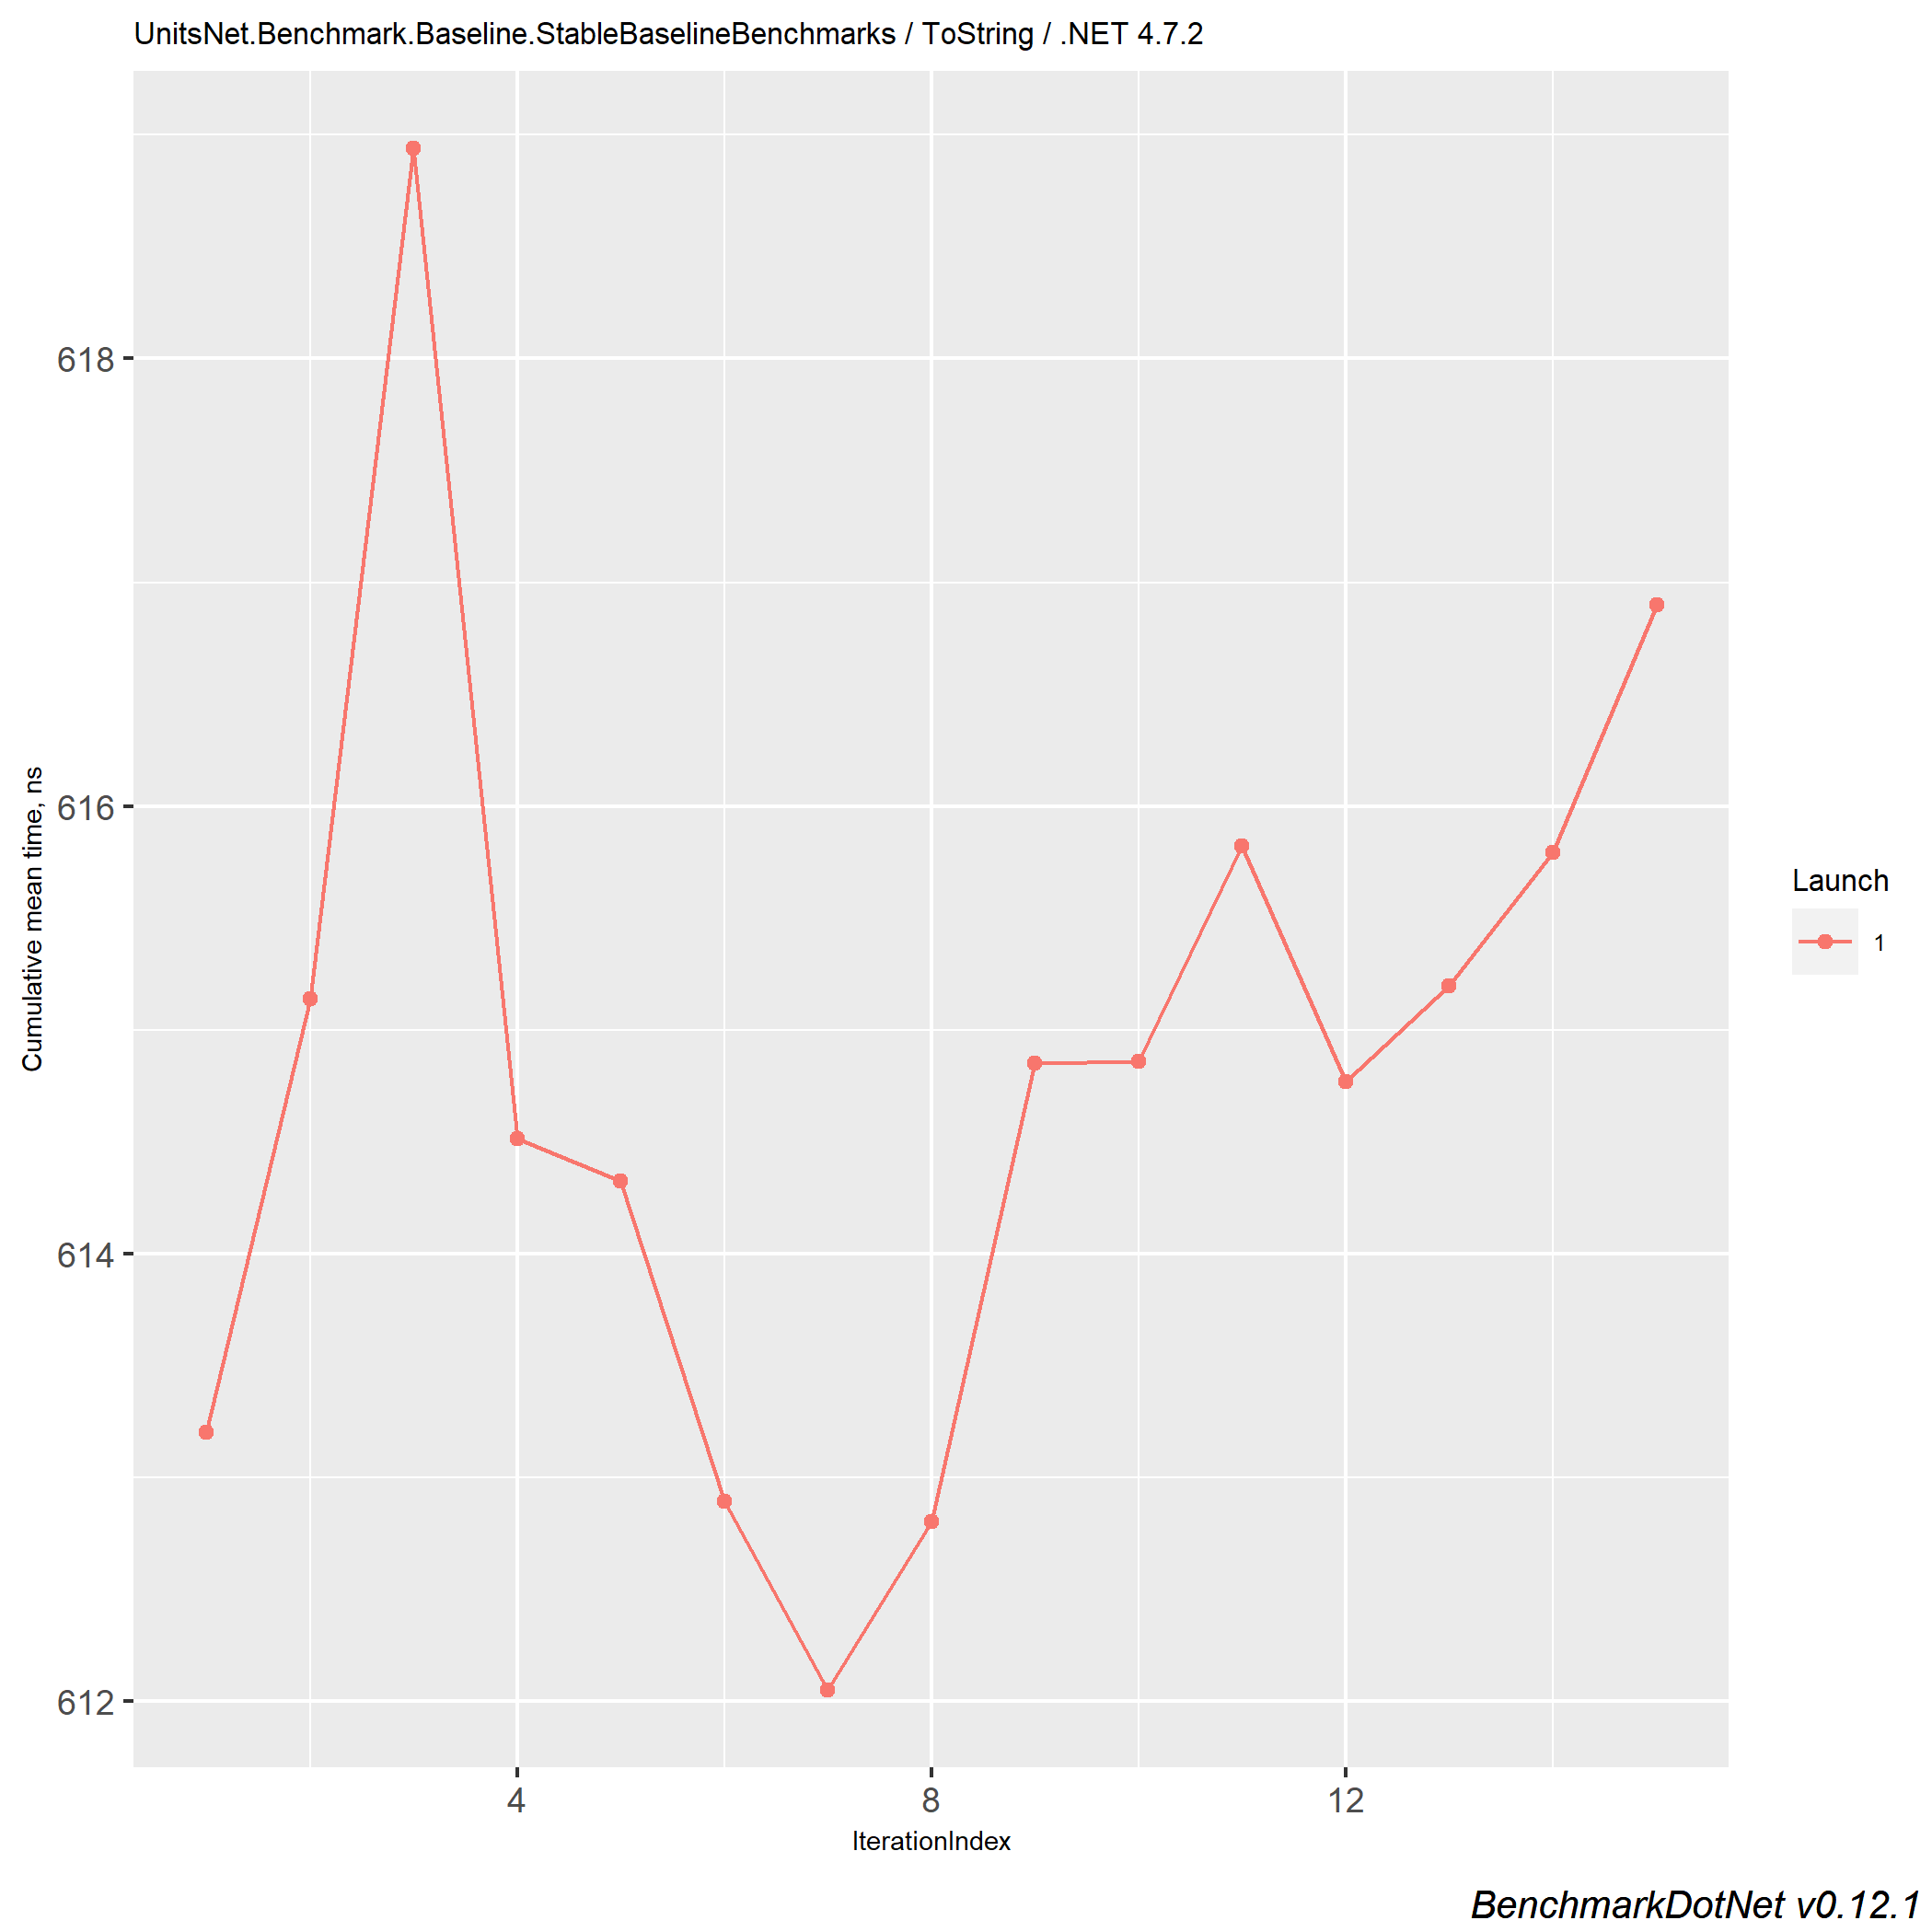 UnitsNet.Benchmark.Baseline.StableBaselineBenchmarks / ToString / .NET 4.7.2
Cumulative mean time, ns
618
616
614
612
4
8
12
IterationIndex
Launch
1
BenchmarkDotNet v0.12.1